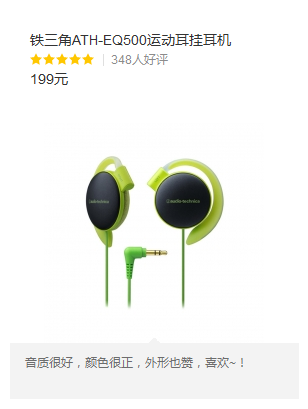 铁三角ATH-EQ500运动耳挂耳机
348人好评
199元
audio-technica
audio-technica
音质很好，颜色很正，外形也赞，喜欢~！